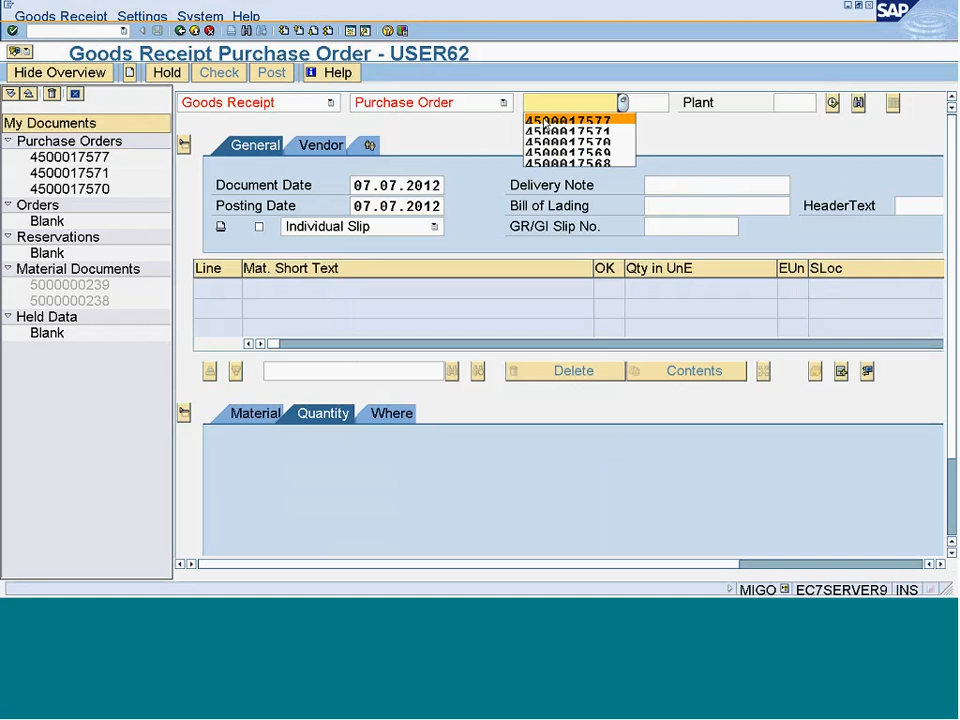 Goods Receipt Settings System Help
SAP
Goods Receipt Purchase Order - USER62
Hide Overview Hold Check Post Help
My Documents
Purchase Orders
4500017577
4500017571
4500017570
Orders
Blank
Reservations
Blank
Material Documents
5000000239
5000000238
Held Data
Blank
Goods Receipt Purchase Order Plant
4500017577
4500017571
4500017570
4500017569
4500017568
General Vendor
Document Date 07.07.2012 Delivery Note
Posting Date 07.07.2012 Bill of Lading HeaderText
Individual Slip GR/GI Slip No.
Line Mat. Short Text OK Qty in UnE EUn SLoc
Delete Contents
Material Quantity Where
MIGO EC7SERVER9 INS